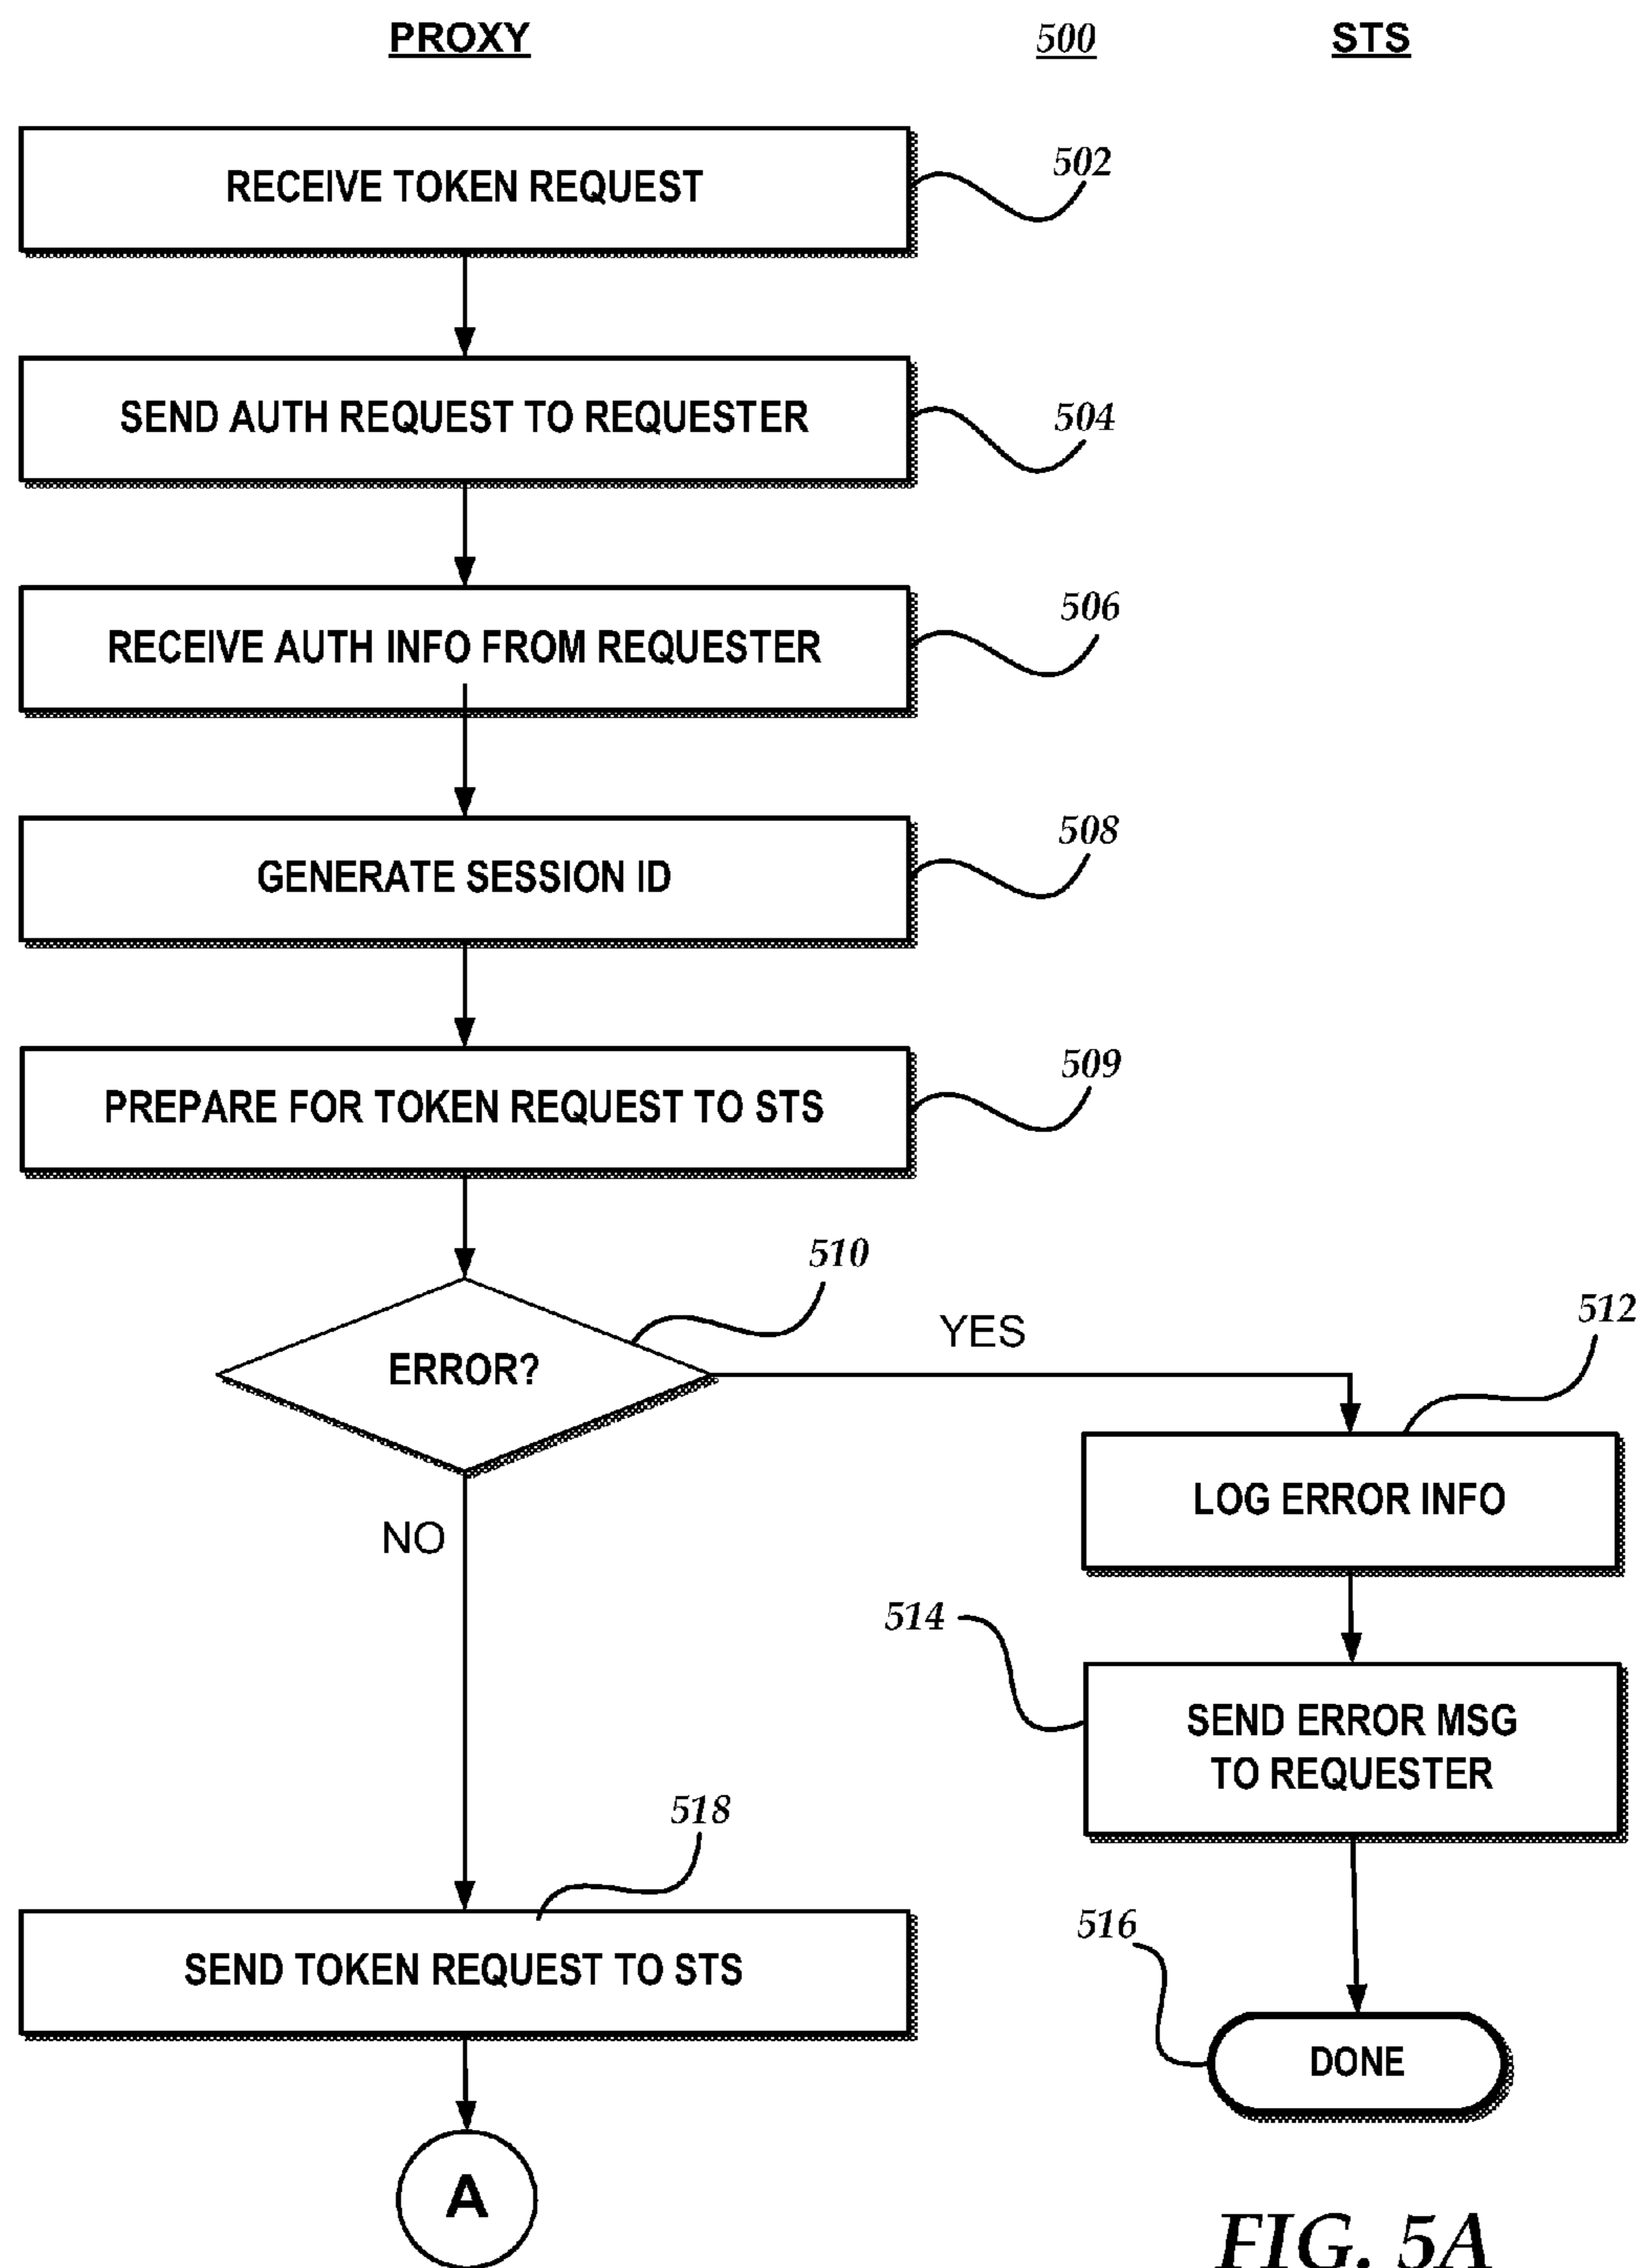 PROXY
500
STS
RECEIVE TOKEN REQUEST
502
SEND AUTH REQUEST TO REQUESTER
504
RECEIVE AUTH INFO FROM REQUESTER
506
GENERATE SESSION ID
508
PREPARE FOR TOKEN REQUEST TO STS
509
510
ERROR?
YES
512
LOG ERROR INFO
NO
514
SEND ERROR MSG
TO REQUESTER
518
SEND TOKEN REQUEST TO STS
516
DONE
A
FIG. 5A